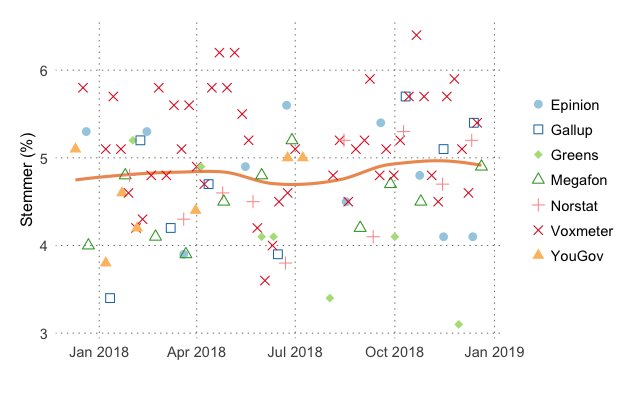 Stemmer (%)
6
5
4
3
Jan 2018
Apr 2018
Jul 2018
Oct 2018
Jan 2019
Epinion
Gallup
Greens
Megafon
Norstat
Voxmeter
YouGov